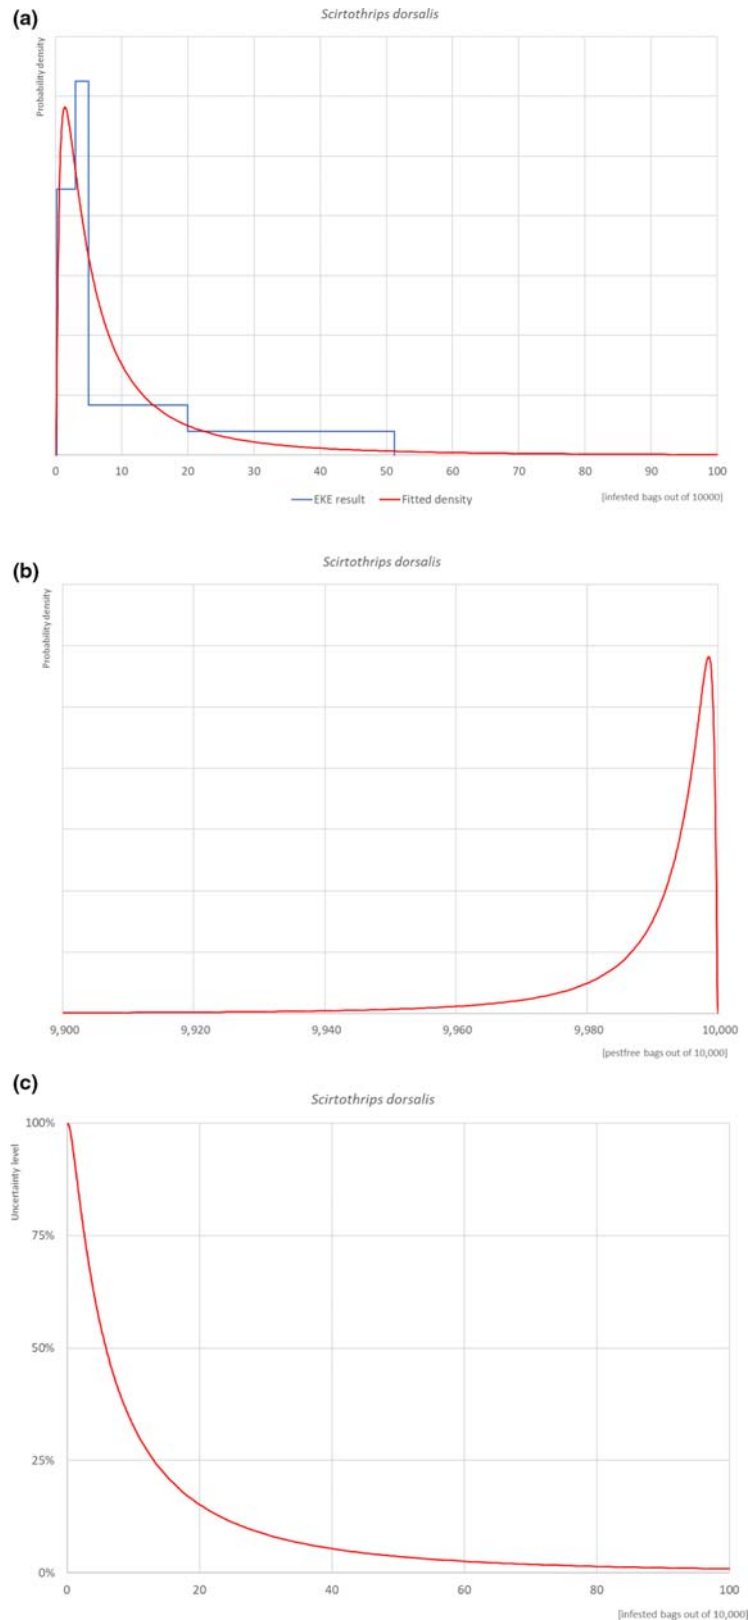 (a)
Scirtothrips dorsalis
Probability density
0 10 20 30 40 50 60 70 80 90 100
EKE result Fitted density
[infested bags out of 10000]
(b)
Scirtothrips dorsalis
Probability density
9,900 9,920 9,940 9,960 9,980 10,000
[pestfree bags out of 10,000]
(c)
Scirtothrips dorsalis
Uncertainty level
100%
75%
50%
25%
0%
0 20 40 60 80 100
[infested bags out of 10,000]